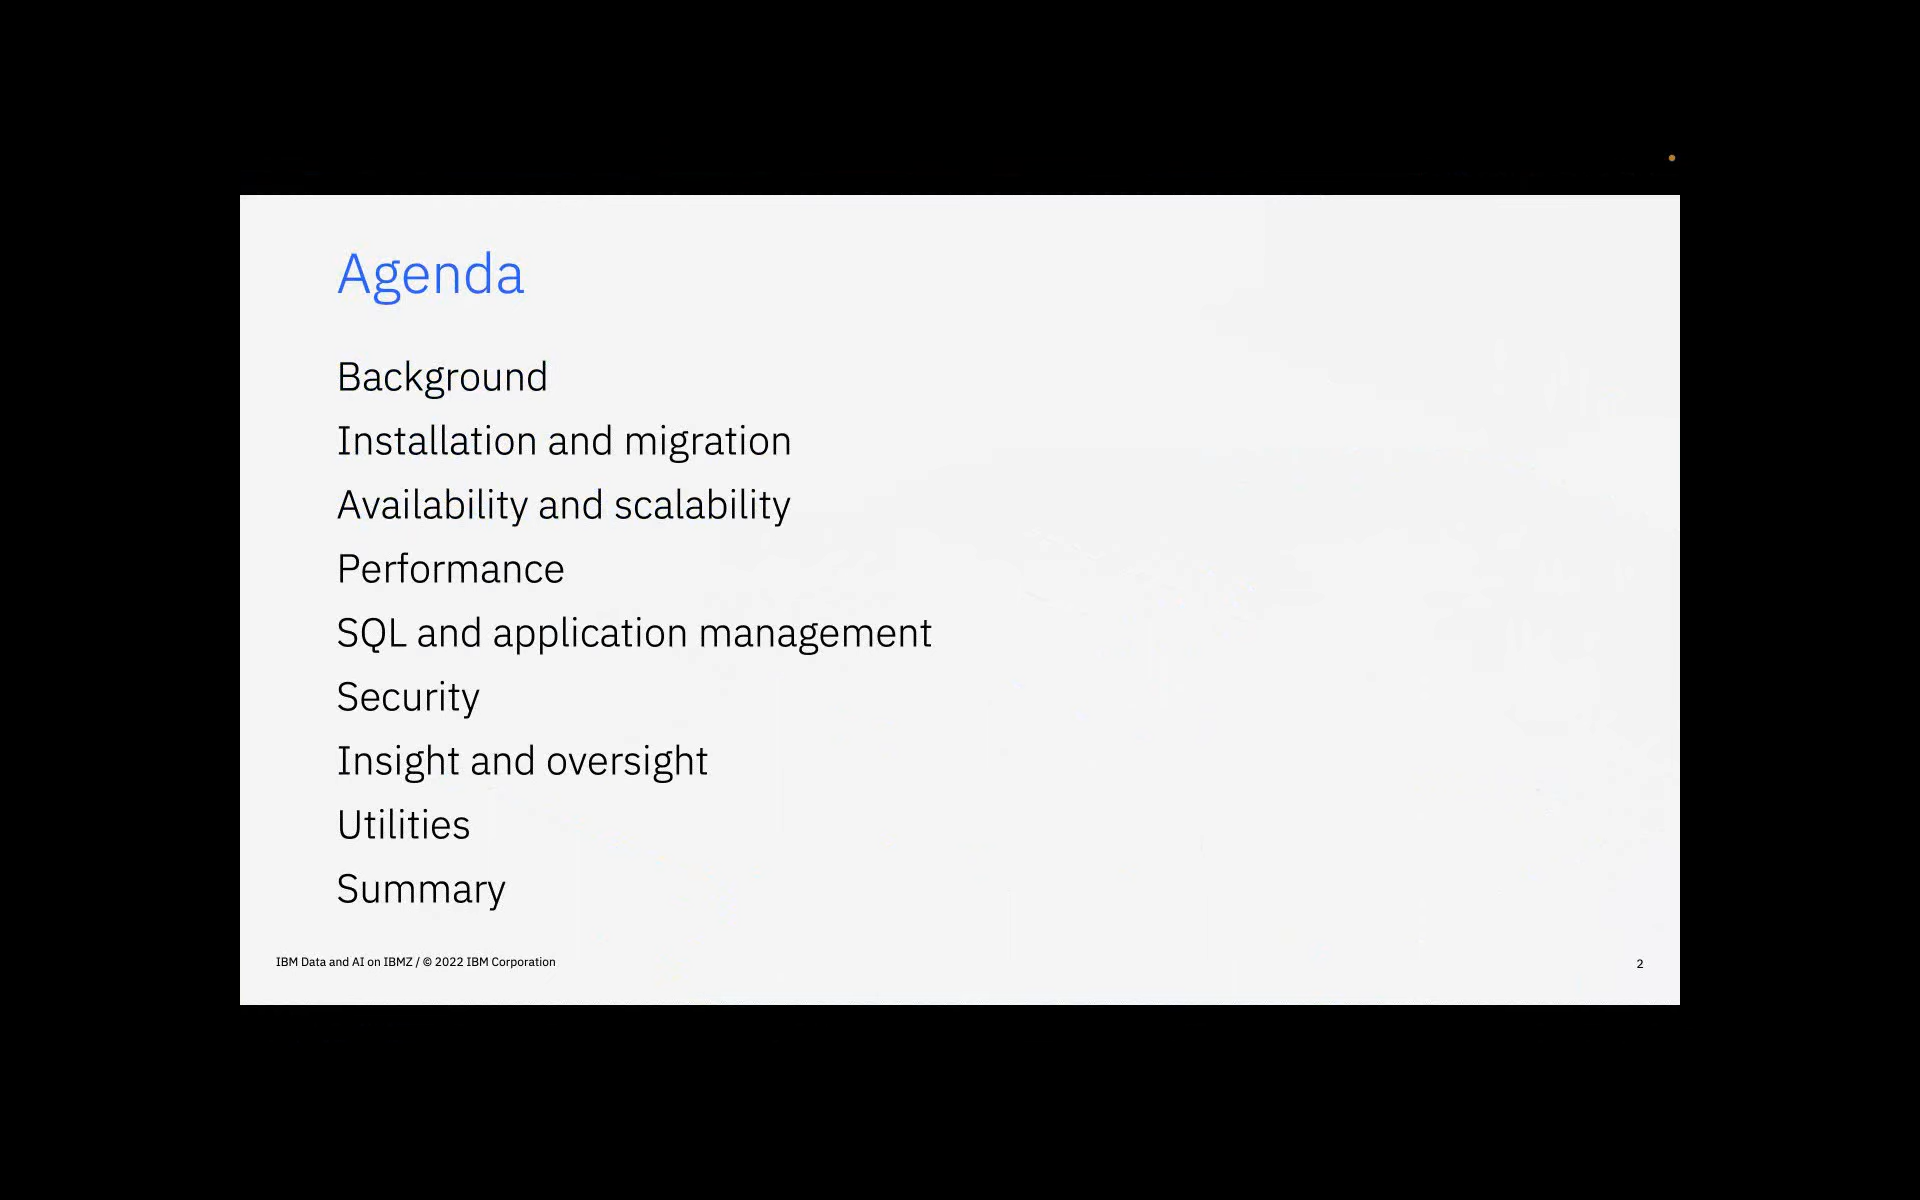 Agenda
Background
Installation and migration
Availability and scalability
Performance
SQL and application management
Security
Insight and oversight
Utilities
Summary
IBM Data and AI on IBMZ / © 2022 IBM Corporation
2